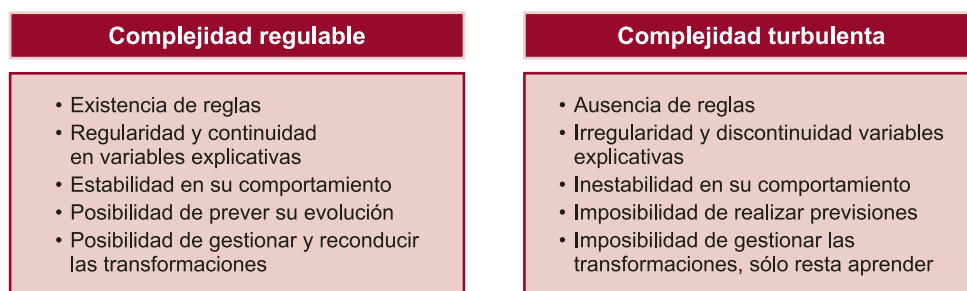 Complejidad regulable
• Existencia de reglas
• Regularidad y continuidad
en variables explicativas
• Estabilidad en su comportamiento
• Posibilidad de prever su evolución
• Posibilidad de gestionar y reconducir
las transformaciones
Complejidad turbulenta
• Ausencia de reglas
• Irregularidad y discontinuidad variables
explicativas
• Inestabilidad en su comportamiento
• Imposibilidad de realizar previsiones
• Imposibilidad de gestionar las
transformaciones, sólo resta aprender